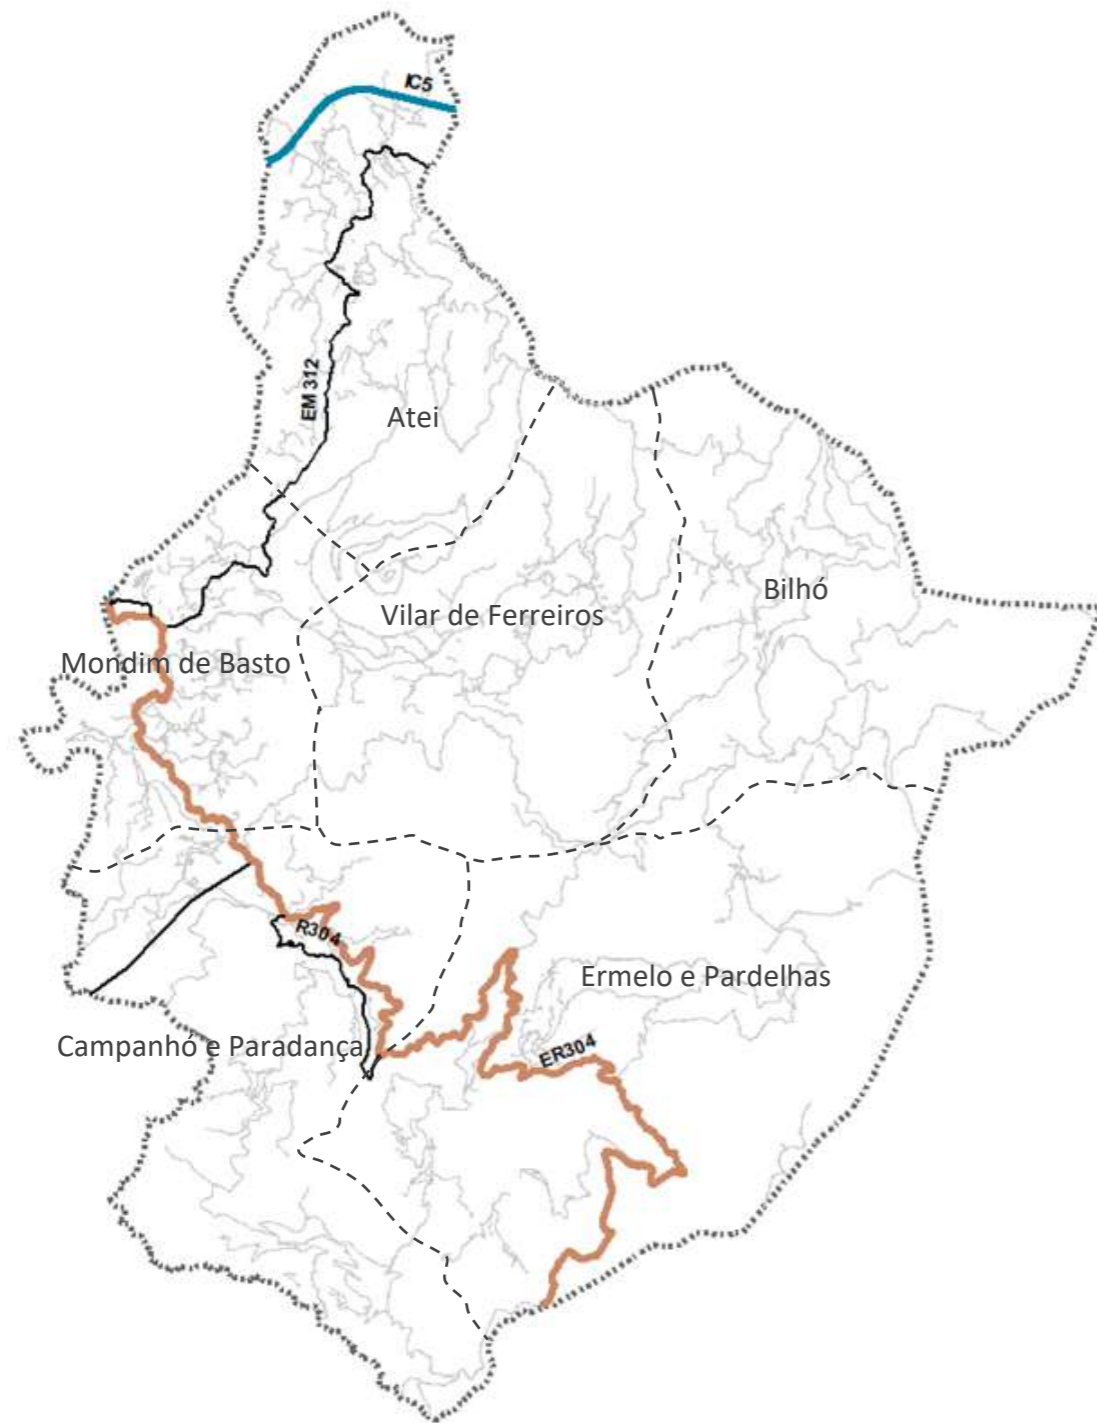 IC5
EM 312
Atei
Bilhó
Vilar de Ferreiros
Mondim de Basto
R304
Ermelo e Pardelhas
Campanhó e Paradança
ER304